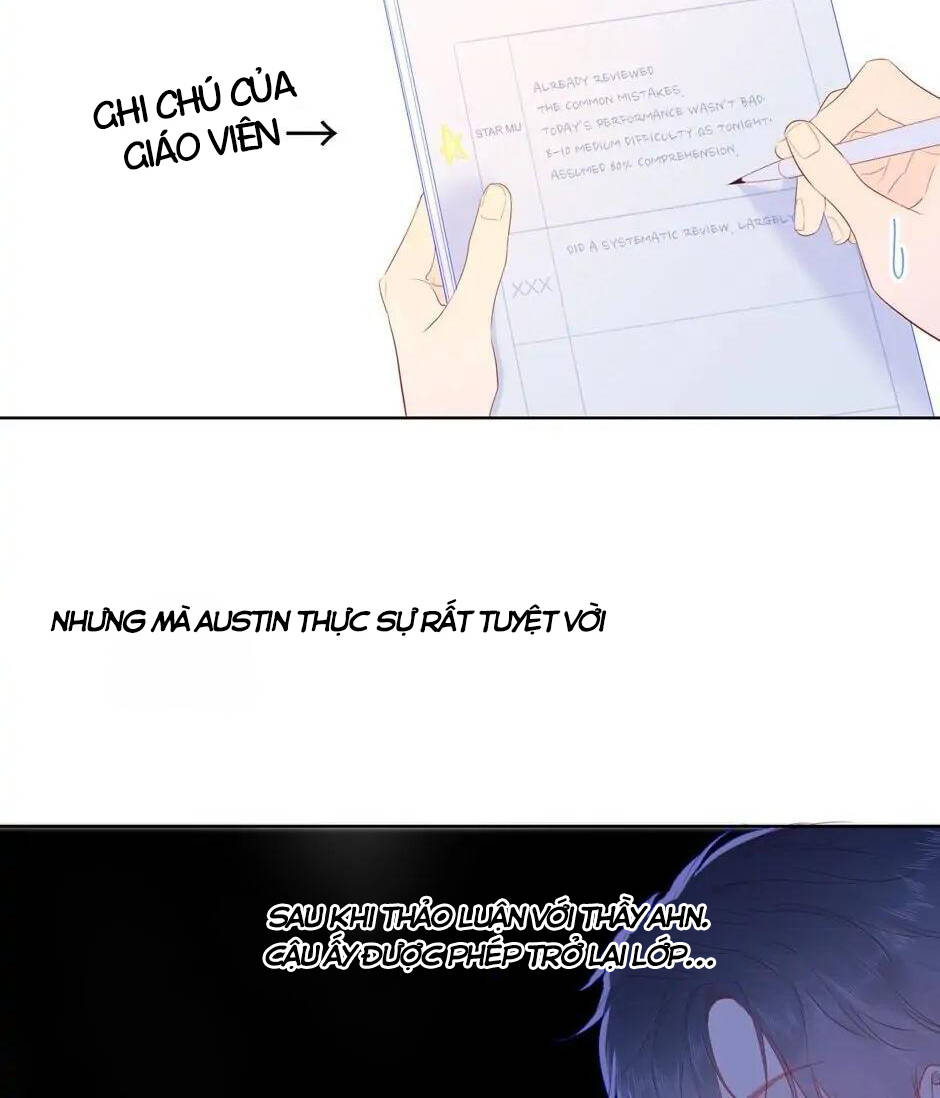 GHI CHÚ CỦA
GIÁO VIÊN →
STAR MU
ALREADY REVIEWED
THE COMMON MISTAKES.
TODAY'S PERFORMANCE WASN'T BAD.
8-10 MEDIUM DIFFICULTY QS TONIGHT.
ASSUMED 80% COMPREHENSION.
XXX
DID A SYSTEMATIC REVIEW, LARGELY
NHƯNG MÀ AUSTIN THỰC SỰ RẤT TUYỆT VỜI
SAU KHI THẢO LUẬN VỚI THẦY AHN.
CẬU ẤY ĐƯỢC PHÉP TRỞ LẠI LỚP...